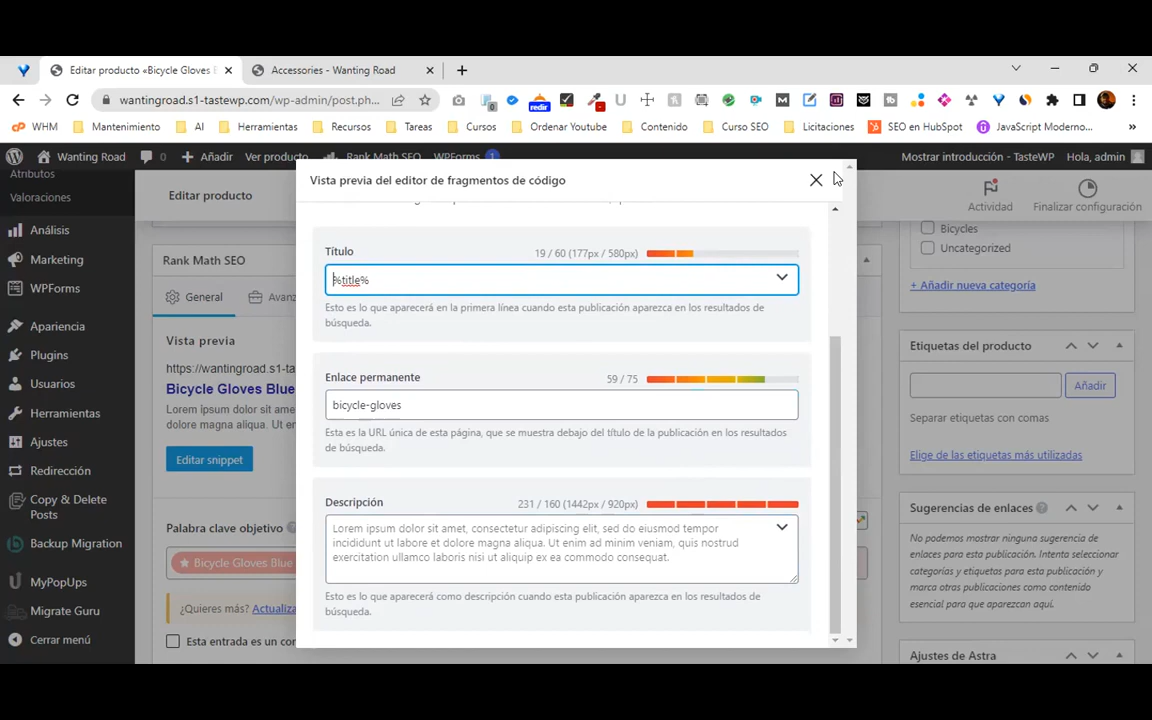 Editar producto «Bicycle Gloves B
Accessories - Wanting Road
wantingroad.s1-tastewp.com/wp-admin/post.ph...
0
redir
WHM
Mantenimiento
AI
Herramientas
Recursos
Tareas
Cursos
Ordenar Youtube
Contenido
Curso SEO
Licitaciones
SEO en HubSpot
JavaScript Moderno...
»
Wanting Road
0
Añadir
Ver producto
Rank Math SEO
WPForms
1
Mostrar introducción - TasteWP
Hola, admin
Atributos
Valoraciones
Análisis
Marketing
WPForms
Apariencia
Plugins
Usuarios
Herramientas
Ajustes
Redirección
Copy & Delete
Posts
Backup Migration
MyPopUps
Migrate Guru
Cerrar menú
Editar producto
Actividad
Finalizar configuración
Rank Math SEO
General
Avanz
Vista previa
https://wantingroad.s1-ta
Bicycle Gloves Blue
Lorem ipsum dolor sit am
dolore magna aliqua. Ut en
Editar snippet
Palabra clave objetivo
Bicycle Gloves Blue
¿Quieres más? Actualiza
Esta entrada es un con
Vista previa del editor de fragmentos de código
Título
19 / 60 (177px / 580px)
%title%
Esto es lo que aparecerá en la primera línea cuando esta publicación aparezca en los resultados de
búsqueda.
Enlace permanente
59 / 75
bicycle-gloves
Esta es la URL única de esta página, que se muestra debajo del título de la publicación en los resultados
de búsqueda.
Descripción
231 / 160 (1442px / 920px)
Lorem ipsum dolor sit amet, consectetur adipiscing elit, sed do eiusmod tempor
incididunt ut labore et dolore magna aliqua. Ut enim ad minim veniam, quis nostrud
exercitation ullamco laboris nisi ut aliquip ex ea commodo consequat.
Esto es lo que aparecerá como descripción cuando esta publicación aparezca en los resultados de
búsqueda.
Bicycles
Uncategorized
+ Añadir nueva categoría
Etiquetas del producto
Añadir
Separar etiquetas con comas
Elige de las etiquetas más utilizadas
Sugerencias de enlaces
No podemos mostrar ninguna sugerencia de
enlaces para esta publicación. Intenta seleccionar
categorías y etiquetas para esta publicación y
marca otras publicaciones como contenido
esencial para que aparezcan aquí.
Ajustes de Astra